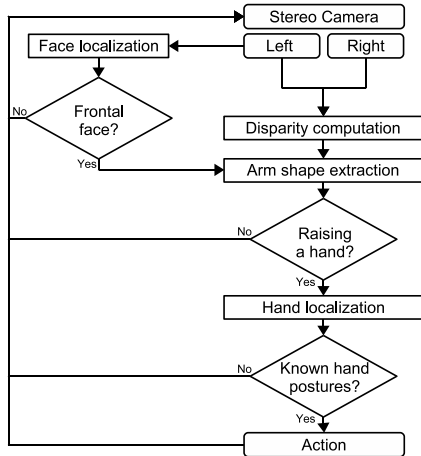 Stereo Camera
Face localization
Left
Right
No
Frontal
face?
Disparity computation
Yes
Arm shape extraction
No
Raising
a hand?
Yes
Hand localization
No
Known hand
postures?
Yes
Action